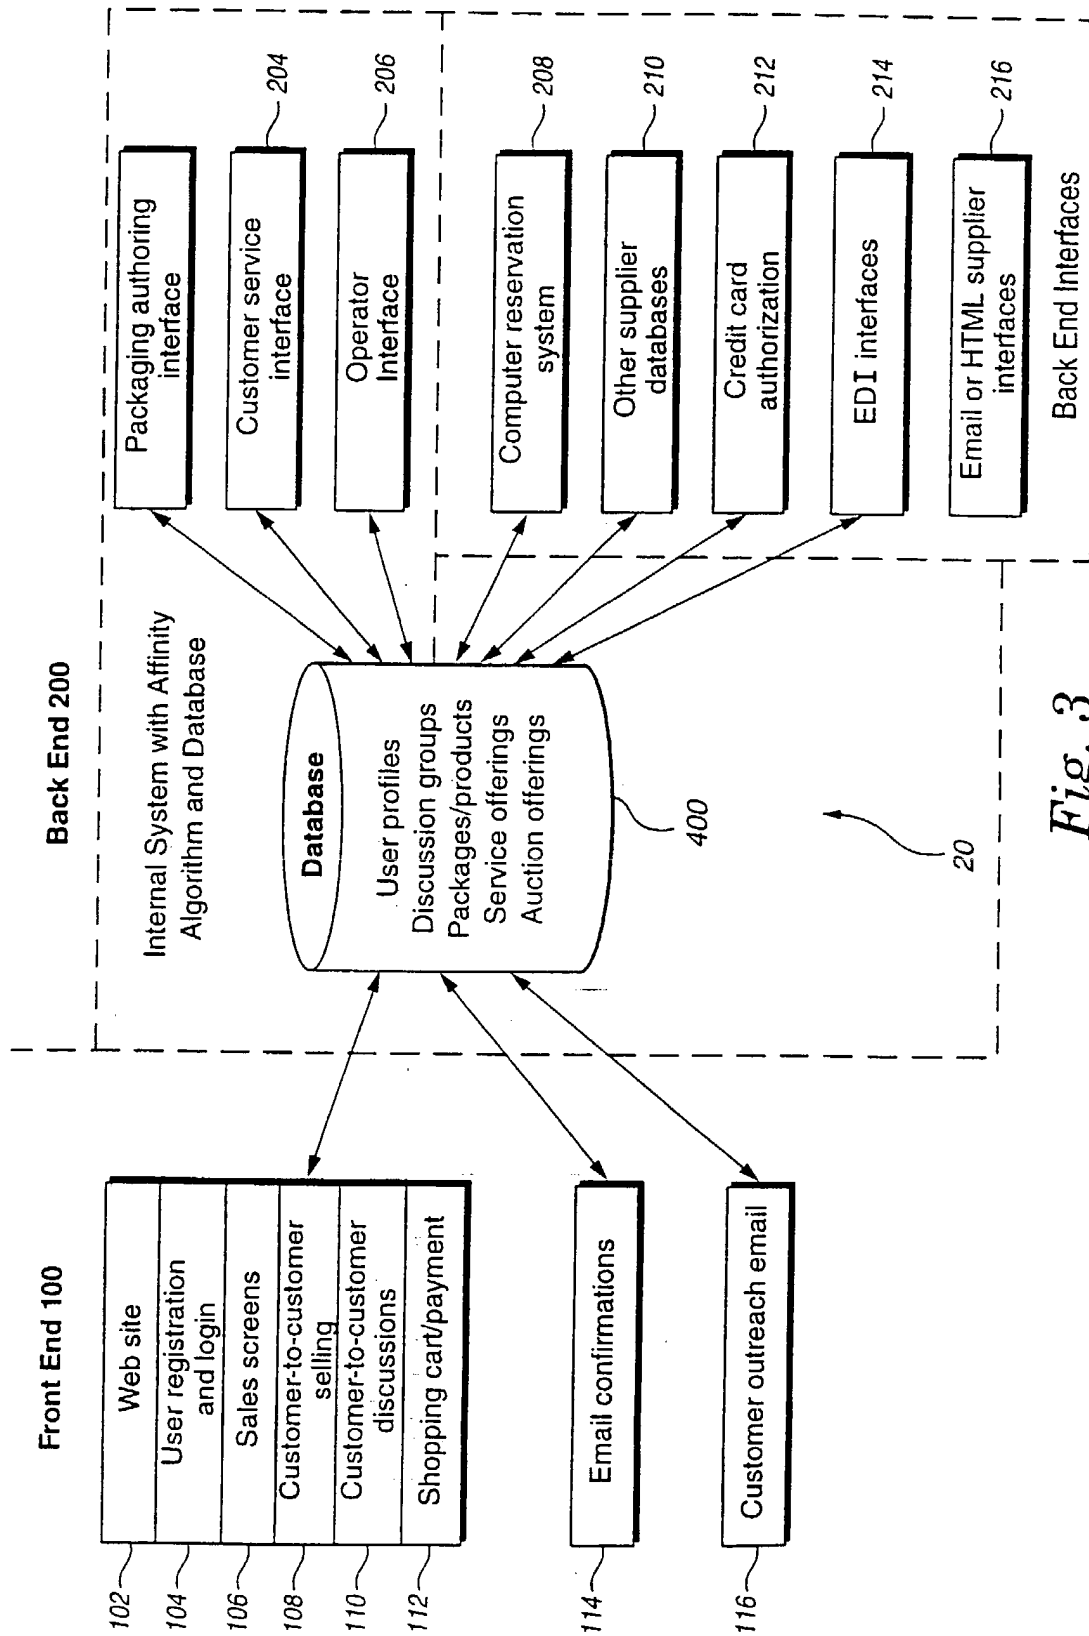 Front End 100
Back End 200
102
Web site
104
User registration
and login
106
Sales screens
108
Customer-to-customer
selling
110
Customer-to-customer
discussions
112
Shopping cart/payment
114
Email confirmations
116
Customer outreach email
Internal System with Affinity
Algorithm and Database
Database
User profiles
Discussion groups
Packages/products
Service offerings
Auction offerings
400
20
Packaging authoring
interface
Customer service
interface
204
Operator
Interface
206
Computer reservation
system
208
Other supplier
databases
210
Credit card
authorization
212
EDI interfaces
214
Email or HTML supplier
interfaces
216
Back End Interfaces
Fig. 3